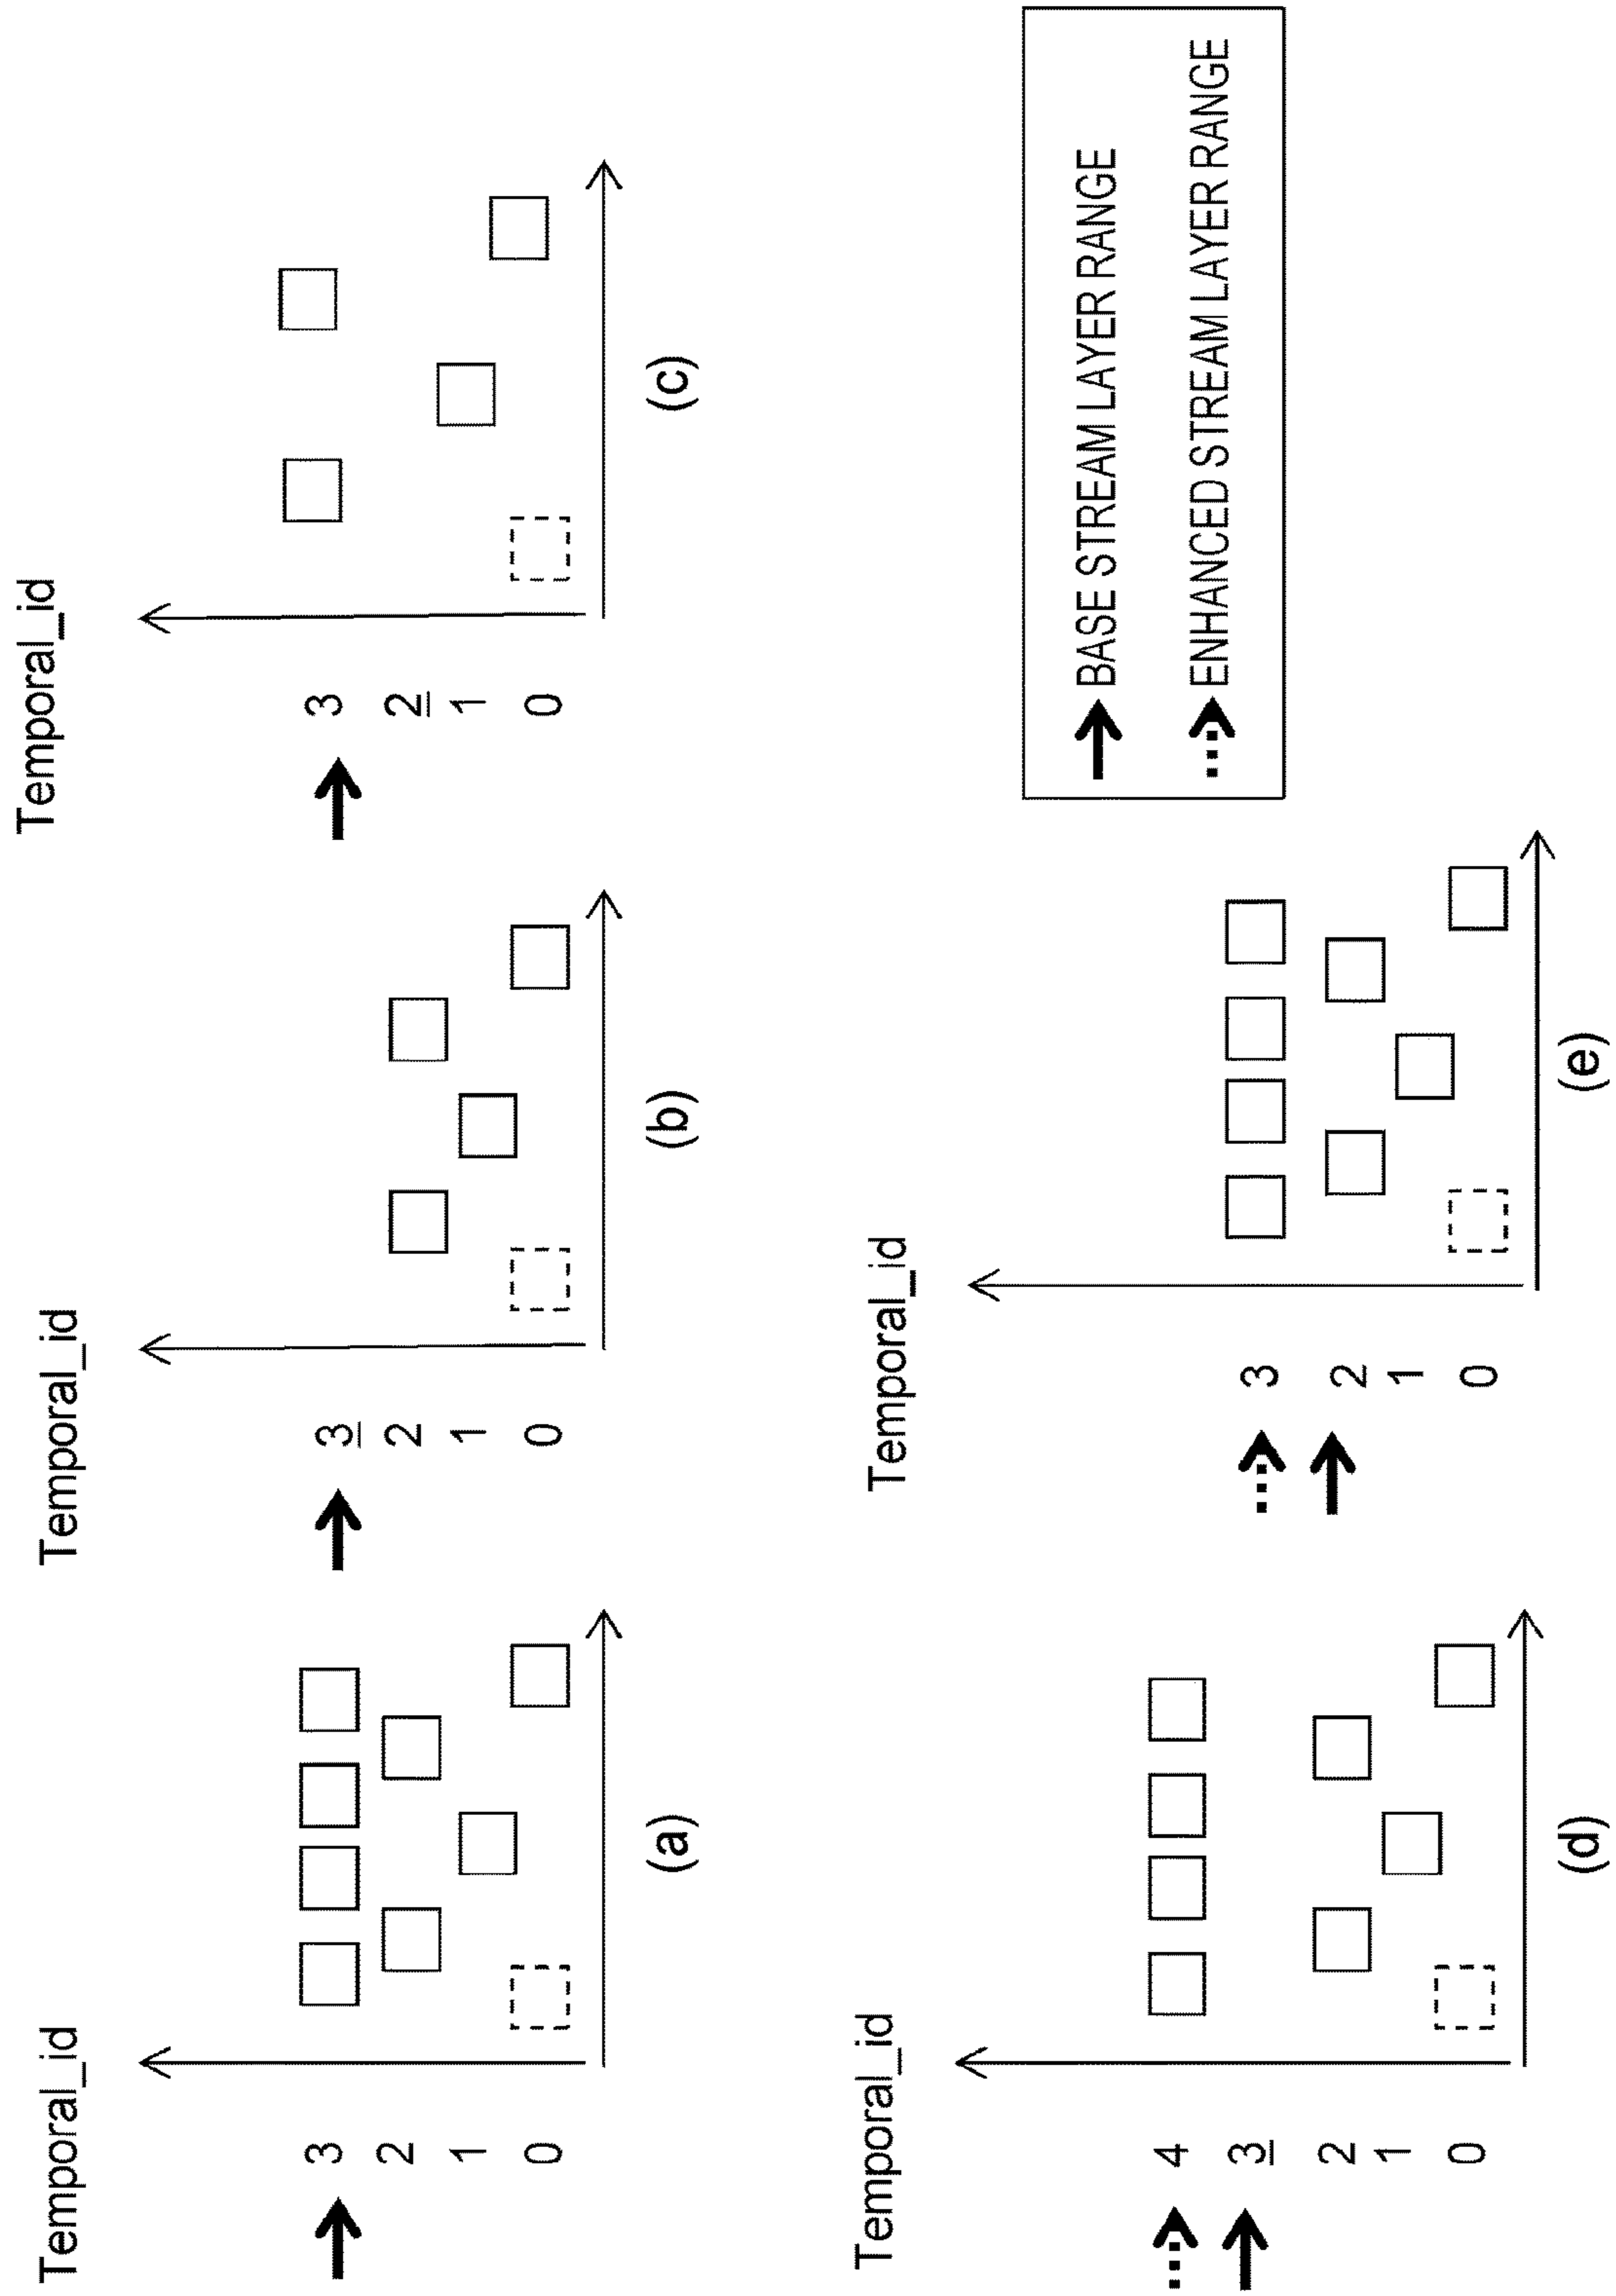 Temporal_id
3
2
1
0
(a)
Temporal_id
3
2
1
0
(b)
Temporal_id
3
2
1
0
(c)
Temporal_id
4
3
2
1
0
(d)
Temporal_id
3
2
1
0
(e)
BASE STREAM LAYER RANGE
ENHANCED STREAM LAYER RANGE